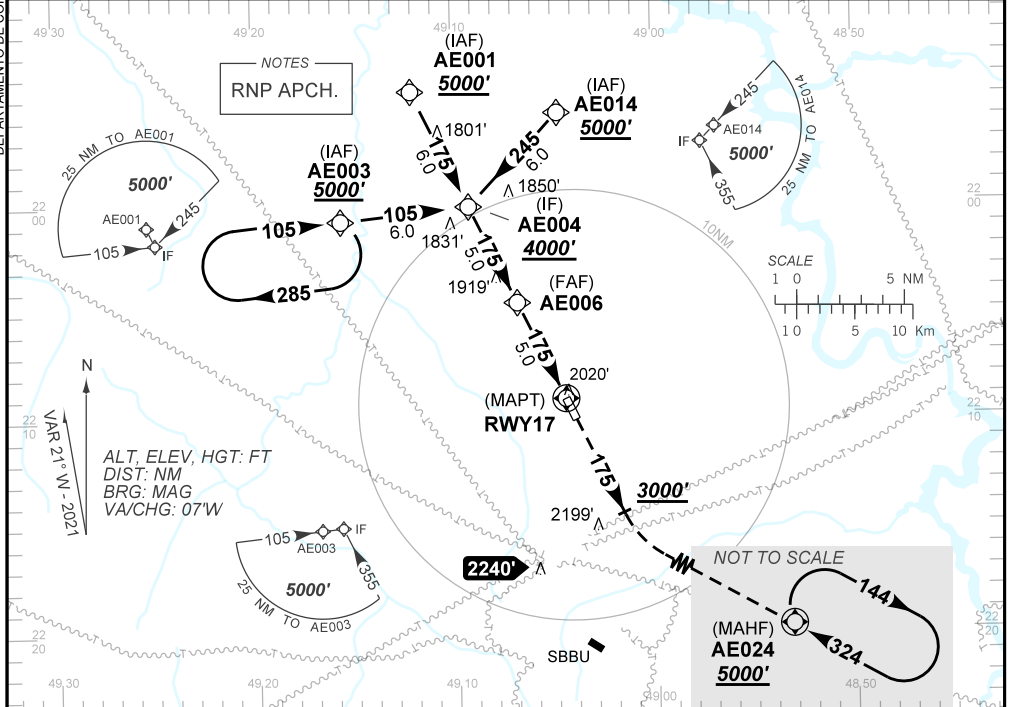 DEPARTAMENTO DE CO
49 30
49 20
49 10
49 00
48 50
NOTES
RNP APCH.
(IAF)
AE001
5000'
(IAF)
AE014
5000'
(IAF)
AE003
5000'
1801'
175
6.0
245
6.0
1850'
105
105
6.0
285
(IF)
AE004
4000'
1831'
175
5.0
1919'
(FAF)
AE006
175
5.0
2020'
(MAPT)
RWY17
175
3000'
2199'
2240'
10NM
25 NM TO AE001
5000'
AE001
245
105
IF
25 NM TO AE014
245
AE014
IF
5000'
355
SCALE
1 0 5 NM
1 0 5 10 Km
22
00
22
00
22
10
22
10
N
VAR 21° W - 2021
ALT, ELEV, HGT: FT
DIST: NM
BRG: MAG
VA/CHG: 07'W
105
AE003
IF
355
5000'
25 NM TO AE003
SBBU
NOT TO SCALE
144
324
(MAHF)
AE024
5000'
22
20
22
20
49.30
49.20
49.10
49.00
48.50